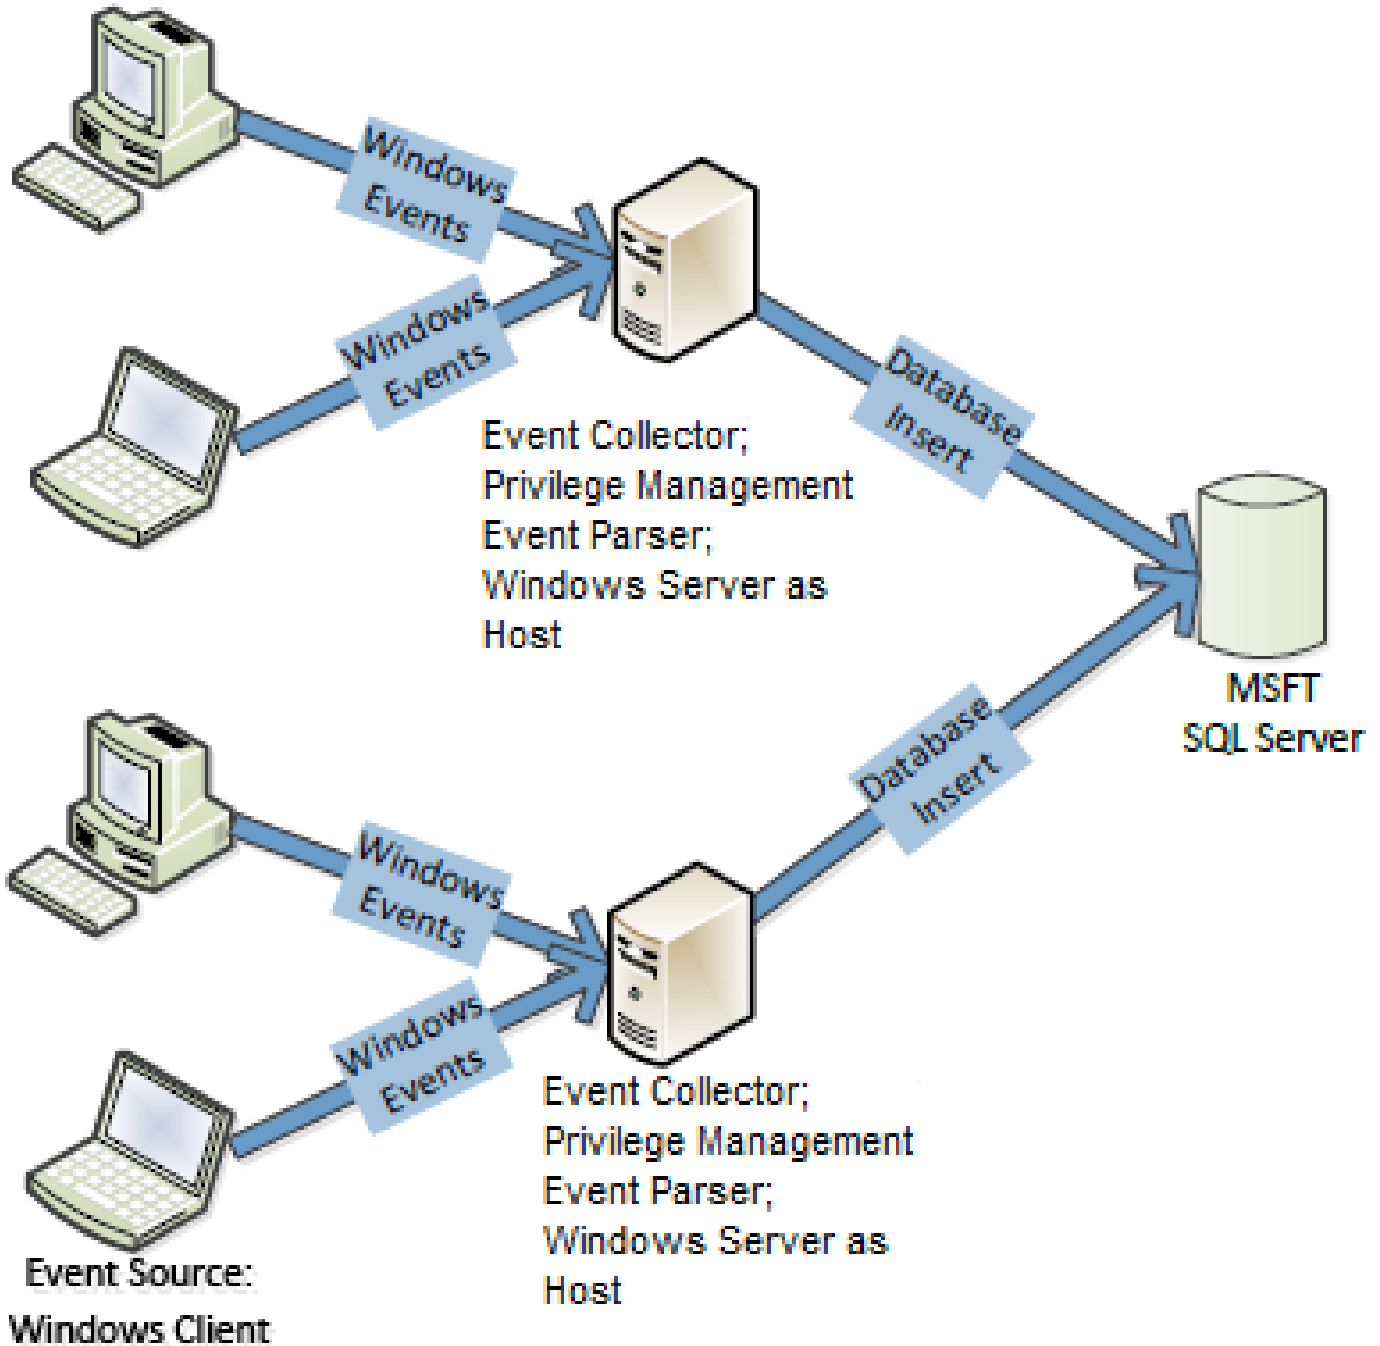 Windows
Events
Windows
Events
Database
Insert
Event Collector;
Privilege Management
Event Parser;
Windows Server as
Host
MSFT
SQL Server
Database
Insert
Windows
Events
Windows
Events
Event Collector;
Privilege Management
Event Parser;
Windows Server as
Host
Event Source:
Windows Client